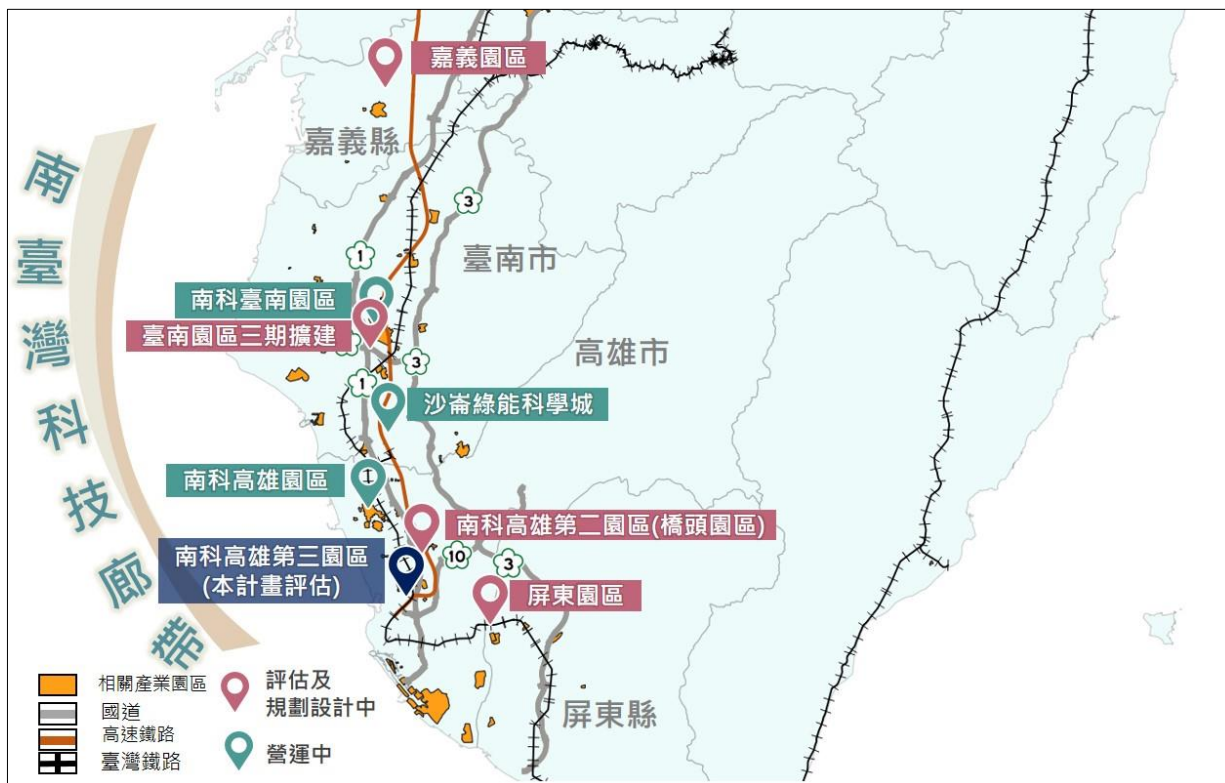 南臺灣科技廊帶
嘉義園區
嘉義縣
3
1
臺南市
南科臺南園區
臺南園區三期擴建
高雄市
3
1
沙崙綠能科學城
南科高雄園區
南科高雄第二園區(橋頭園區)
南科高雄第三園區
(本計畫評估)
10
3
屏東園區
屏東縣
相關產業園區
國道
高速鐵路
臺灣鐵路
評估及
規劃設計中
營運中